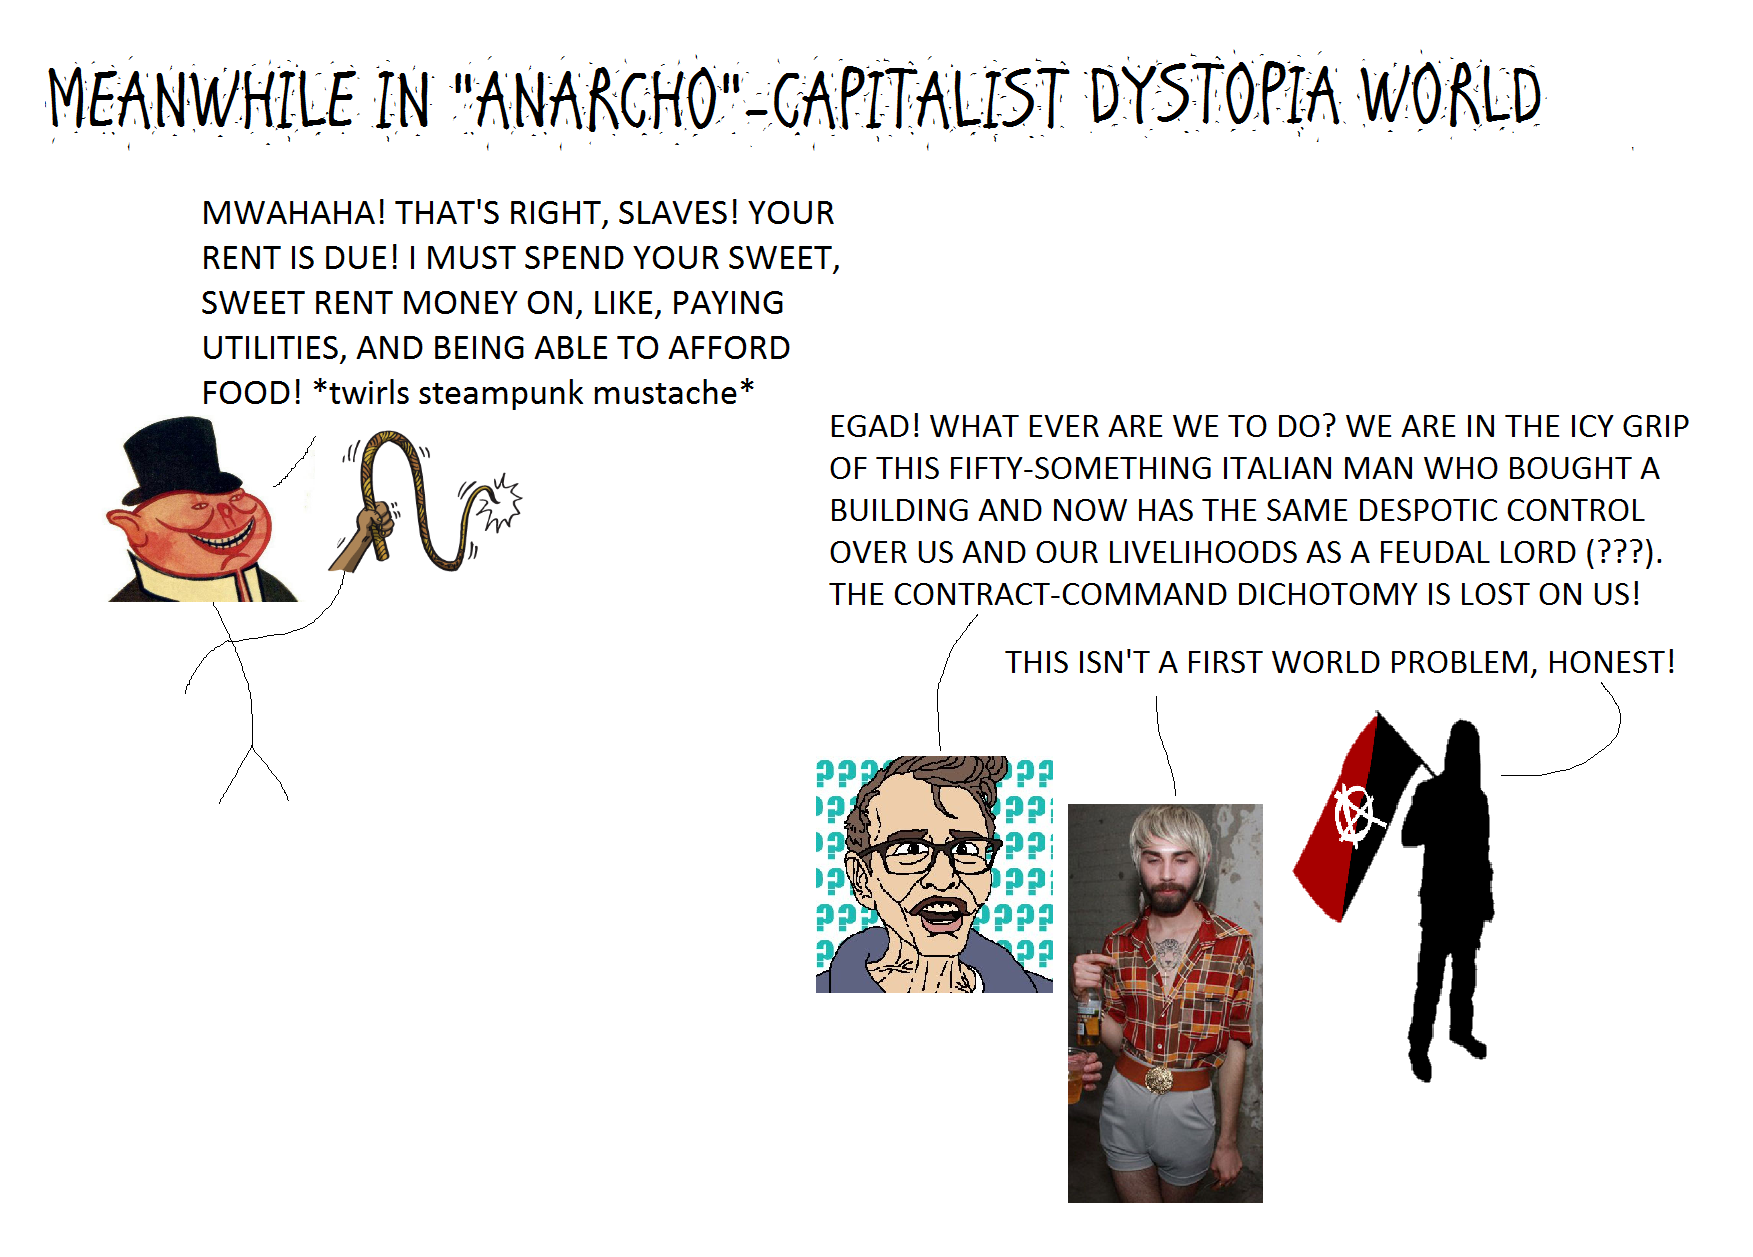 MEANWHILE IN "ANARCHO"-CAPITALIST DYSTOPIA WORLD
MWAHAHA! THAT'S RIGHT, SLAVES! YOUR
RENT IS DUE! I MUST SPEND YOUR SWEET,
SWEET RENT MONEY ON, LIKE, PAYING
UTILITIES, AND BEING ABLE TO AFFORD
FOOD! *twirls steampunk mustache*
EGAD! WHAT EVER ARE WE TO DO? WE ARE IN THE ICY GRIP
OF THIS FIFTY-SOMETHING ITALIAN MAN WHO BOUGHT A
BUILDING AND NOW HAS THE SAME DESPOTIC CONTROL
OVER US AND OUR LIVELIHOODS AS A FEUDAL LORD (???).
THE CONTRACT-COMMAND DICHOTOMY IS LOST ON US!
THIS ISN'T A FIRST WORLD PROBLEM, HONEST!